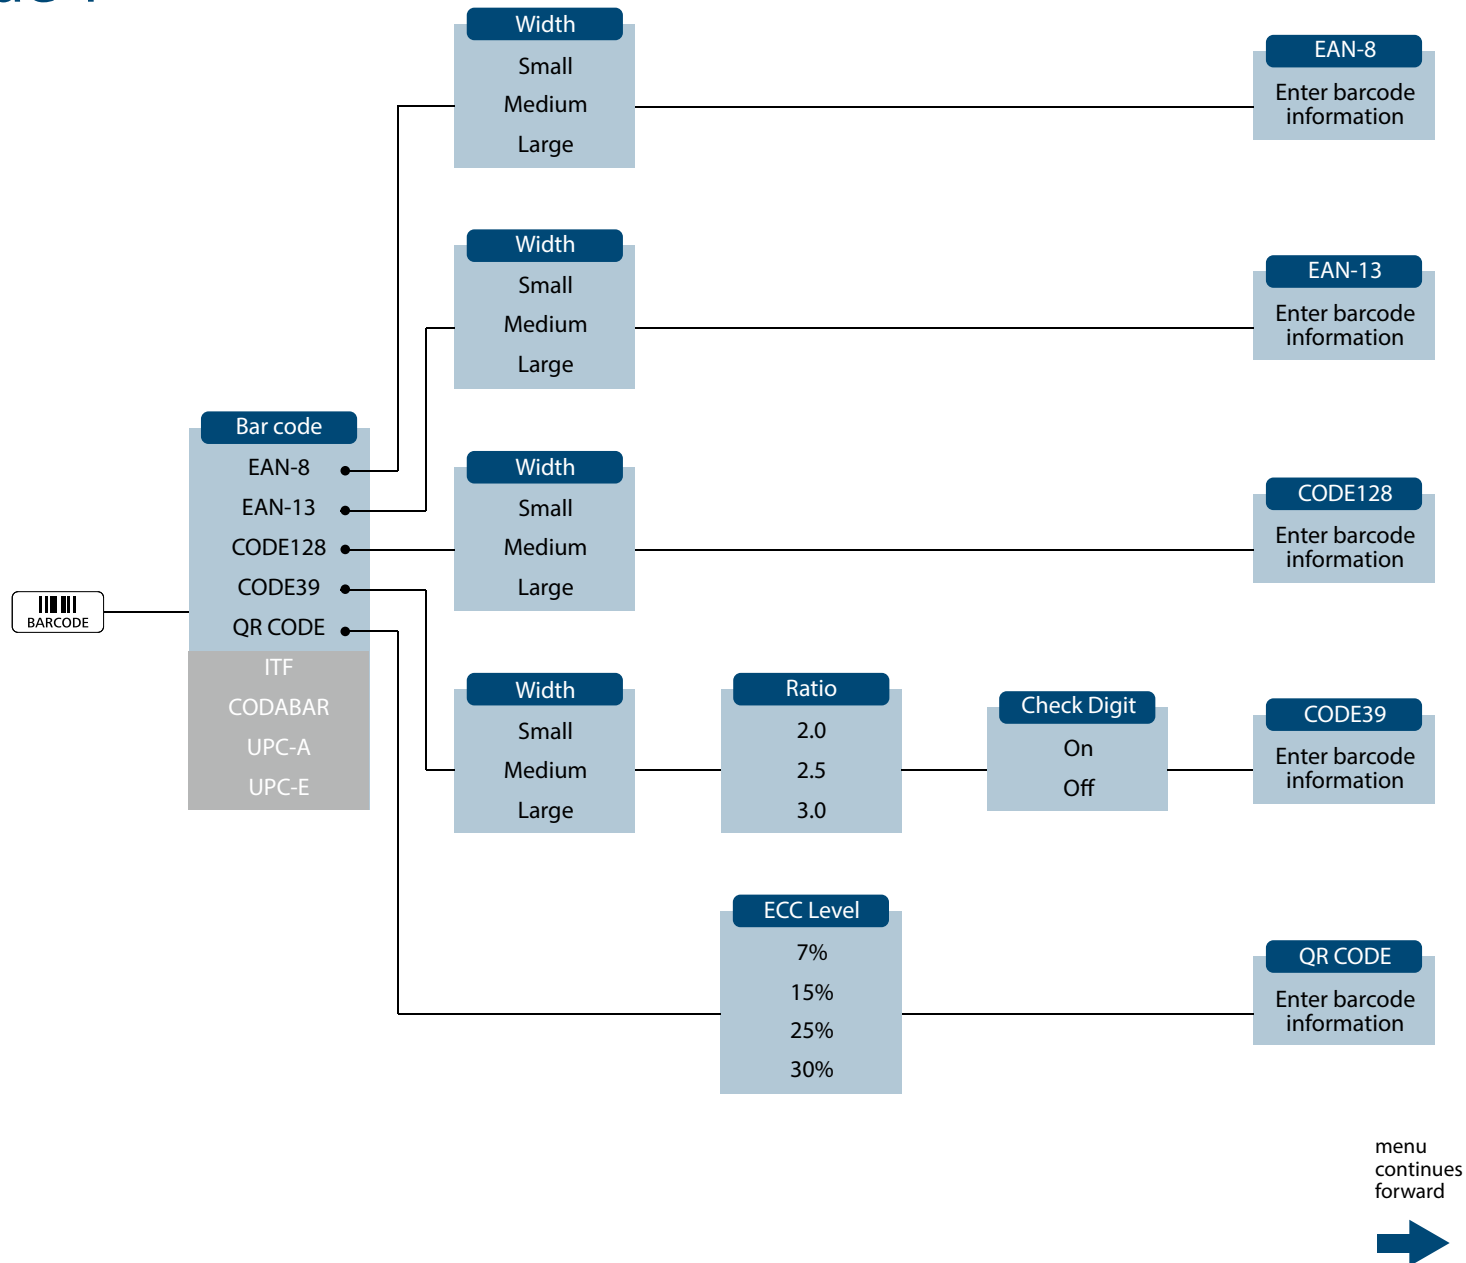 Width
Small
Medium
Large
EAN-8
Enter barcode
information
Width
Small
Medium
Large
EAN-13
Enter barcode
information
BARCODE
Bar code
EAN-8
EAN-13
CODE128
CODE39
QR CODE
ITF
CODABAR
UPC-A
UPC-E
Width
Small
Medium
Large
CODE128
Enter barcode
information
Width
Small
Medium
Large
Ratio
2.0
2.5
3.0
Check Digit
On
Off
CODE39
Enter barcode
information
ECC Level
7%
15%
25%
30%
QR CODE
Enter barcode
information
menu
continues
forward